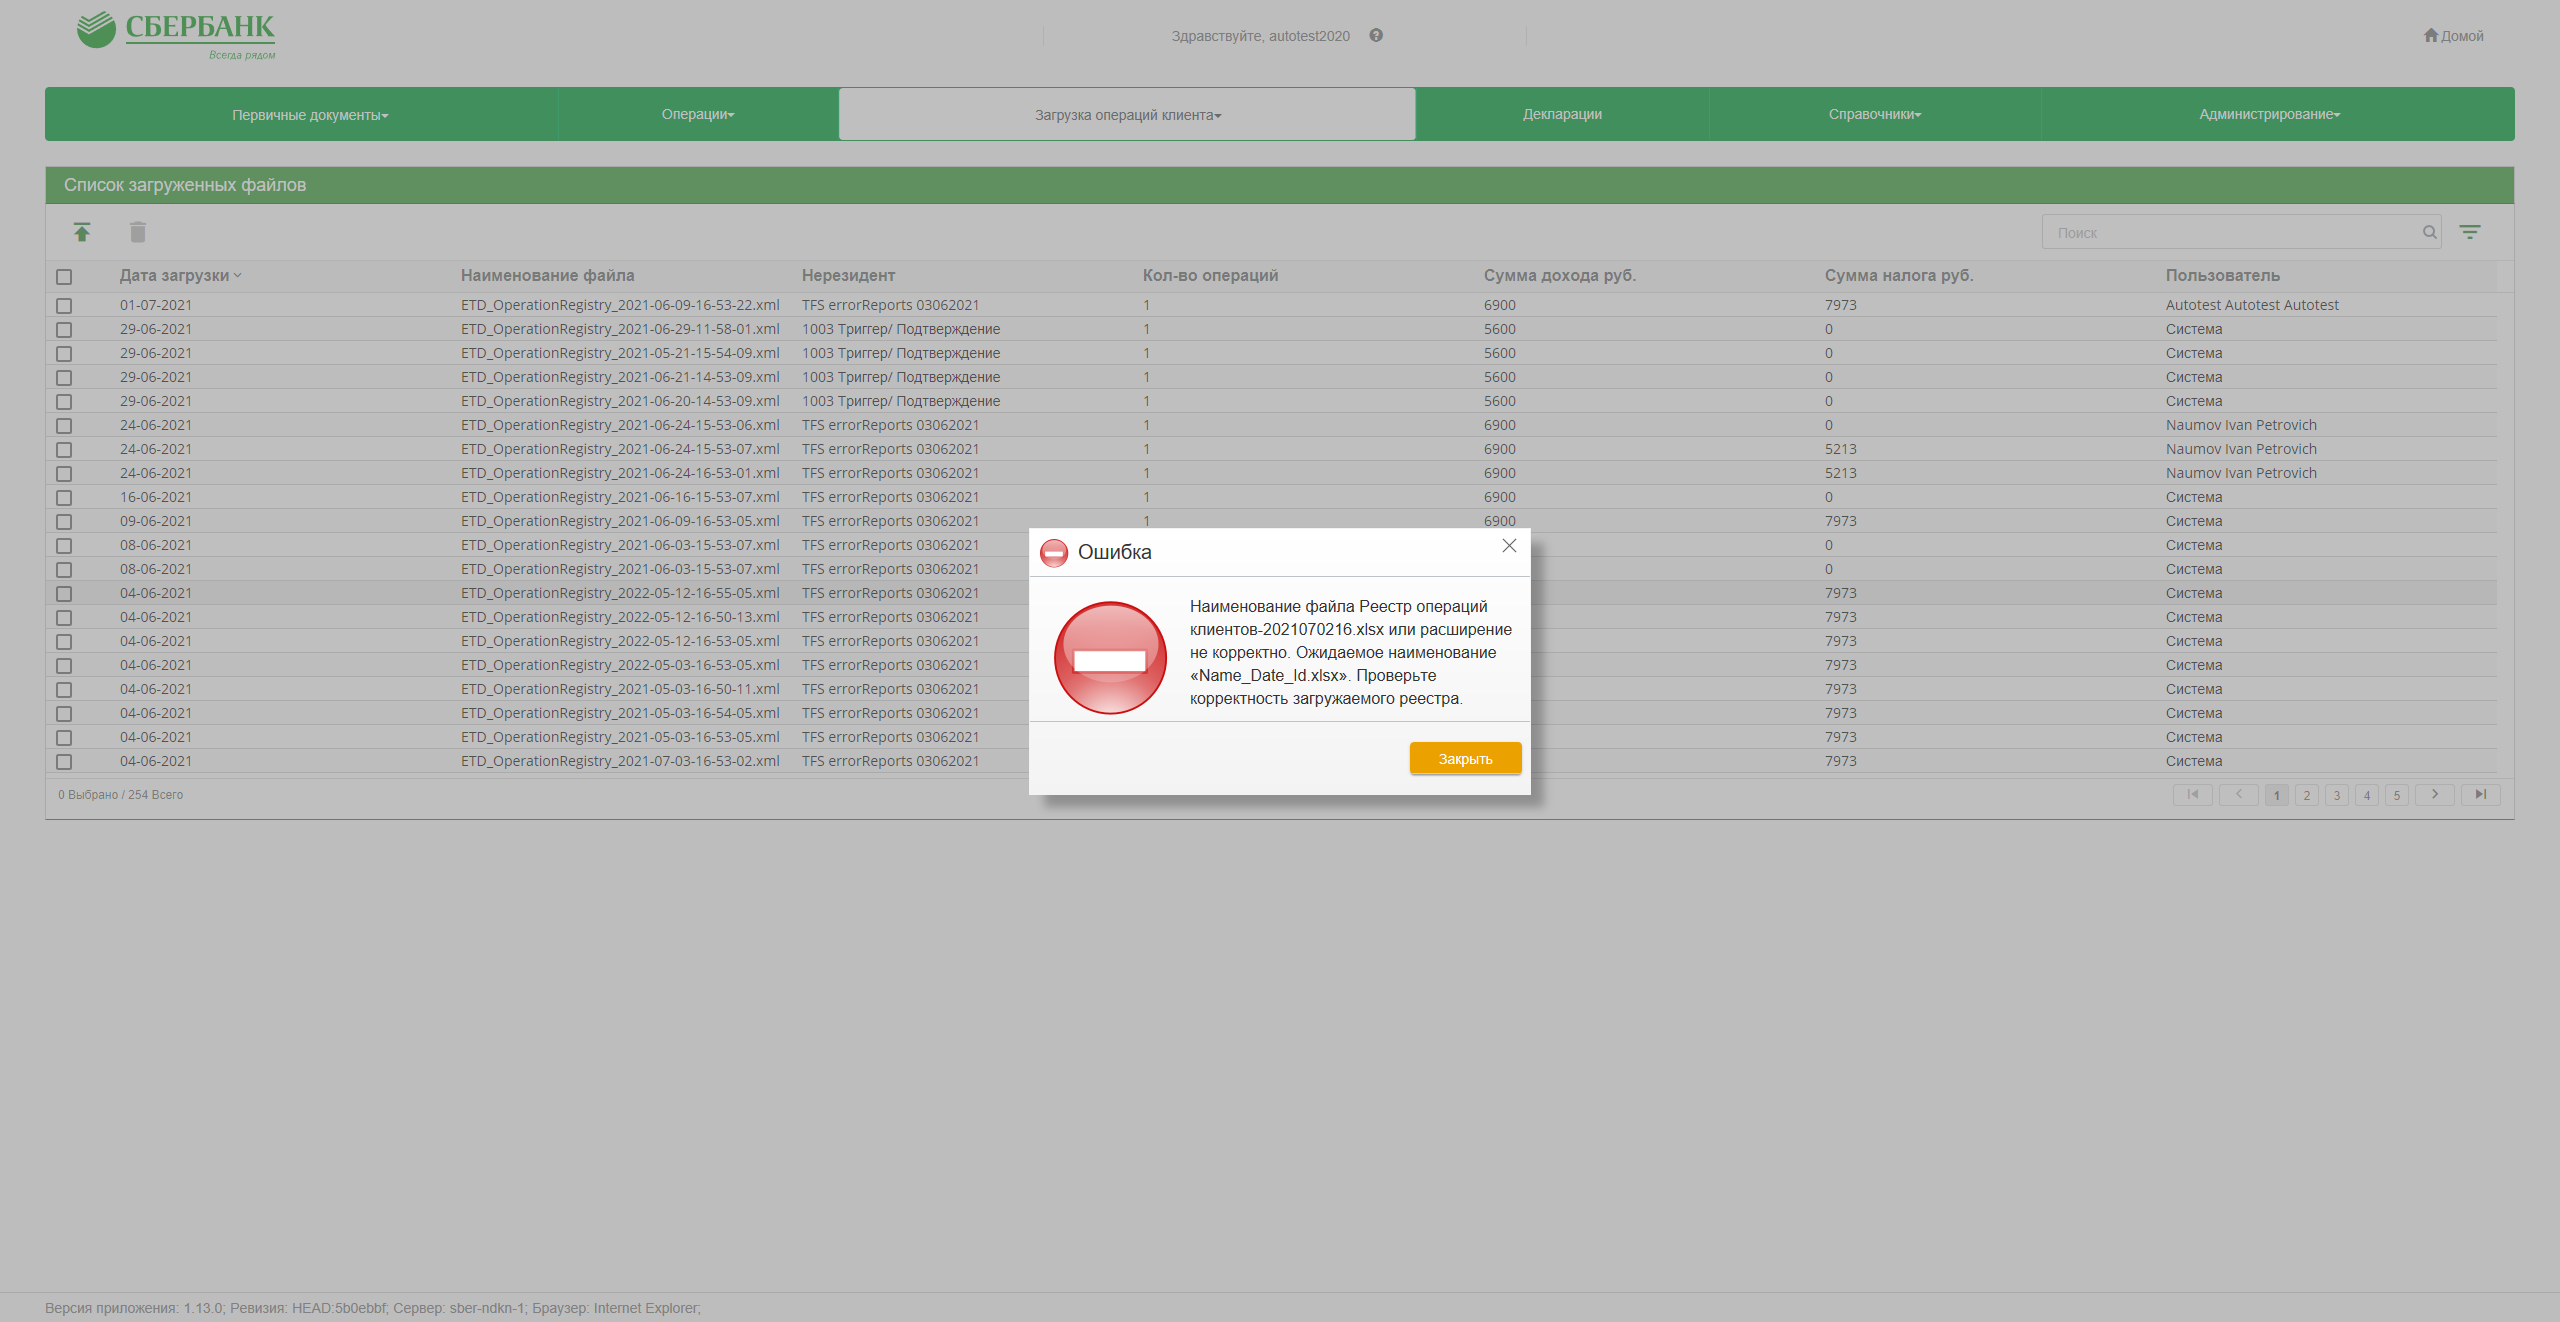 СБЕРБАНК
Всегда рядом
Здравствуйте, autotest2020
Домой
Первичные документы Операции Загрузка операций клиента Декларации Справочники Администрирование
Список загруженных файлов
Поиск
Дата загрузки Наименование файла Нерезидент Кол-во операций Сумма дохода руб. Сумма налога руб. Пользователь
01-07-2021 ETD_OperationRegistry_2021-06-09-16-53-22.xml TFS errorReports 03062021 1 6900 7973 Autotest Autotest Autotest
29-06-2021 ETD_OperationRegistry_2021-06-29-11-58-01.xml 1003 Триггер/ Подтверждение 1 5600 0 Система
29-06-2021 ETD_OperationRegistry_2021-05-21-15-54-09.xml 1003 Триггер/ Подтверждение 1 5600 0 Система
29-06-2021 ETD_OperationRegistry_2021-06-21-14-53-09.xml 1003 Триггер/ Подтверждение 1 5600 0 Система
29-06-2021 ETD_OperationRegistry_2021-06-20-14-53-09.xml 1003 Триггер/ Подтверждение 1 5600 0 Система
24-06-2021 ETD_OperationRegistry_2021-06-24-15-53-06.xml TFS errorReports 03062021 1 6900 0 Naumov Ivan Petrovich
24-06-2021 ETD_OperationRegistry_2021-06-24-15-53-07.xml TFS errorReports 03062021 1 6900 5213 Naumov Ivan Petrovich
24-06-2021 ETD_OperationRegistry_2021-06-24-16-53-01.xml TFS errorReports 03062021 1 6900 5213 Naumov Ivan Petrovich
16-06-2021 ETD_OperationRegistry_2021-06-16-15-53-07.xml TFS errorReports 03062021 1 6900 0 Система
09-06-2021 ETD_OperationRegistry_2021-06-09-16-53-05.xml TFS errorReports 03062021 1 6900 7973 Система
08-06-2021 ETD_OperationRegistry_2021-06-03-15-53-07.xml TFS errorReports 03062021 0 Система
08-06-2021 ETD_OperationRegistry_2021-06-03-15-53-07.xml TFS errorReports 03062021 0 Система
04-06-2021 ETD_OperationRegistry_2022-05-12-16-55-05.xml TFS errorReports 03062021 7973 Система
04-06-2021 ETD_OperationRegistry_2022-05-12-16-50-13.xml TFS errorReports 03062021 7973 Система
04-06-2021 ETD_OperationRegistry_2022-05-12-16-53-05.xml TFS errorReports 03062021 7973 Система
04-06-2021 ETD_OperationRegistry_2022-05-03-16-53-05.xml TFS errorReports 03062021 7973 Система
04-06-2021 ETD_OperationRegistry_2021-05-03-16-50-11.xml TFS errorReports 03062021 7973 Система
04-06-2021 ETD_OperationRegistry_2021-05-03-16-54-05.xml TFS errorReports 03062021 7973 Система
04-06-2021 ETD_OperationRegistry_2021-05-03-16-53-05.xml TFS errorReports 03062021 7973 Система
04-06-2021 ETD_OperationRegistry_2021-07-03-16-53-02.xml TFS errorReports 03062021 7973 Система
0 Выбрано / 254 Всего
1 2 3 4 5
Ошибка
Наименование файла Реестр операций
клиентов-2021070216.xlsx или расширение
не корректно. Ожидаемое наименование
«Name_Date_Id.xlsx». Проверьте
корректность загружаемого реестра.
Закрыть
Версия приложения: 1.13.0; Ревизия: HEAD:5b0ebbf; Сервер: sber-ndkn-1; Браузер: Internet Explorer;